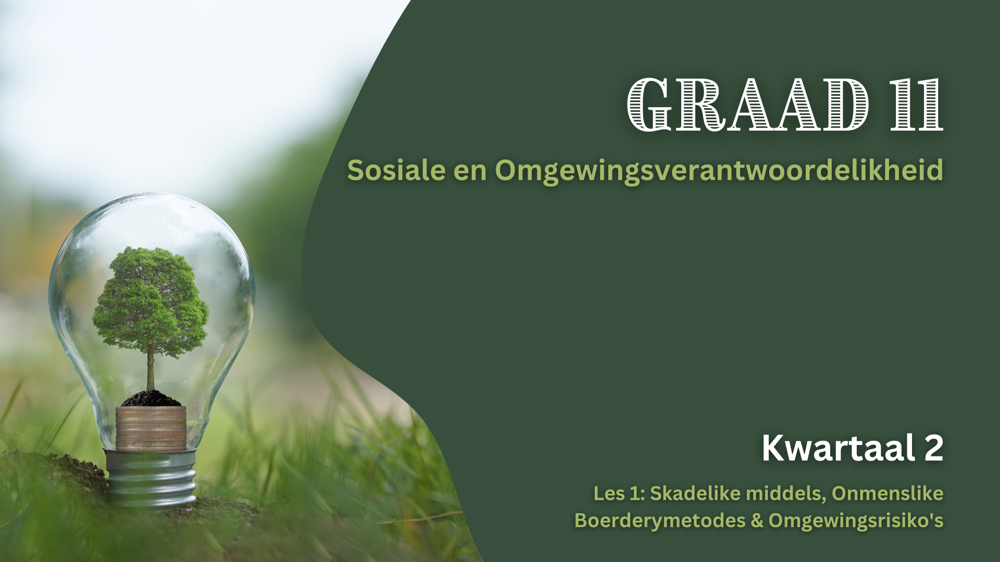 GRAAD 11
Sosiale en Omgewingsverantwoordelikheid
Kwartaal 2
Les 1: Skadelike middels, Onmenslike
Boerderymetodes & Omgewingsrisiko's